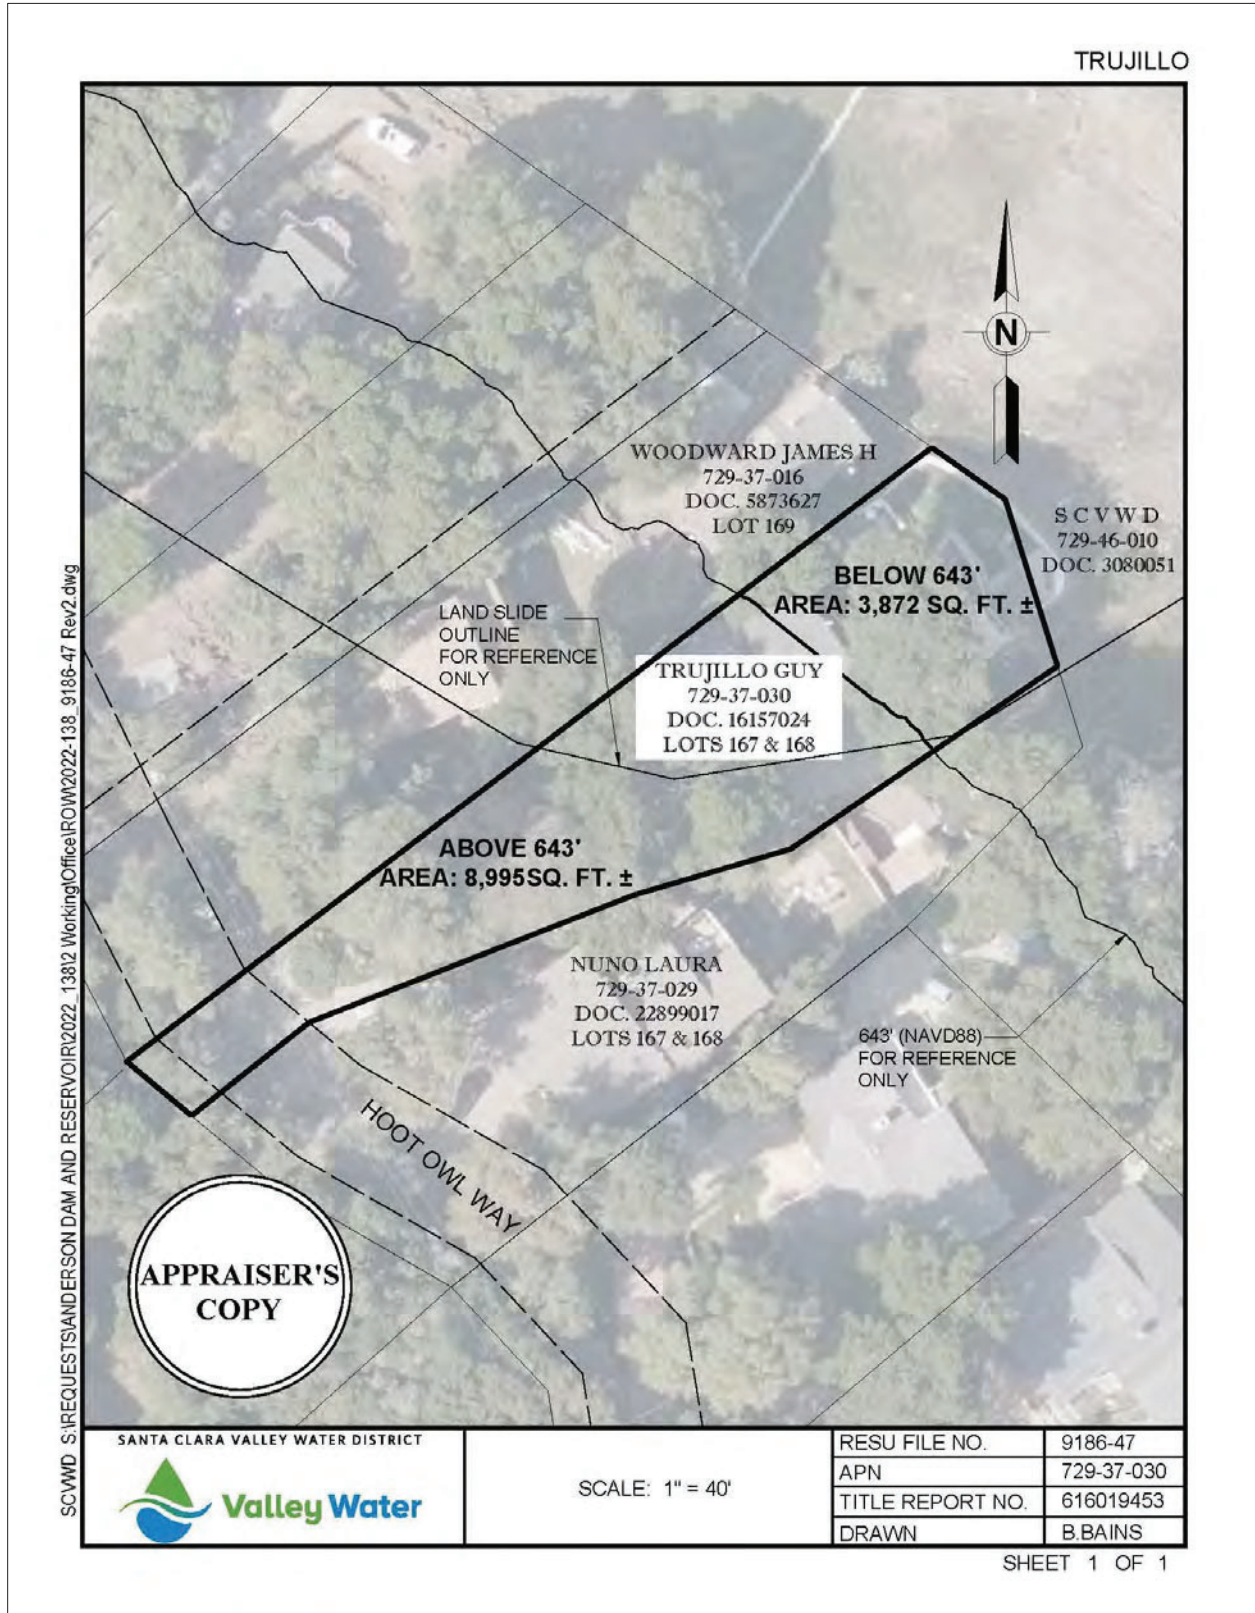 TRUJILLO
WOODWARD JAMES H
729-37-016
DOC. 5873627
LOT 169
N
S C V W D
729-46-010
DOC. 3080051
BELOW 643'
AREA: 3,872 SQ. FT. ±
LAND SLIDE
OUTLINE
FOR REFERENCE
ONLY
TRUJILLO GUY
729-37-030
DOC. 16157024
LOTS 167 & 168
ABOVE 643'
AREA: 8,995SQ. FT. ±
NUNO LAURA
729-37-029
DOC. 22899017
LOTS 167 & 168
643' (NAVD88)
FOR REFERENCE
ONLY
HOOT OWL WAY
APPRAISER'S
COPY
SCVWD S:\REQUESTS\ANDERSON DAM AND RESERVOIR\2022_138\2 Working\Office\ROW\2022-138_9186-47 Rev2.dwg
SANTA CLARA VALLEY WATER DISTRICT
Valley Water
SCALE: 1" = 40'
RESU FILE NO. 9186-47
APN 729-37-030
TITLE REPORT NO. 616019453
DRAWN B.BAINS
SHEET 1 OF 1